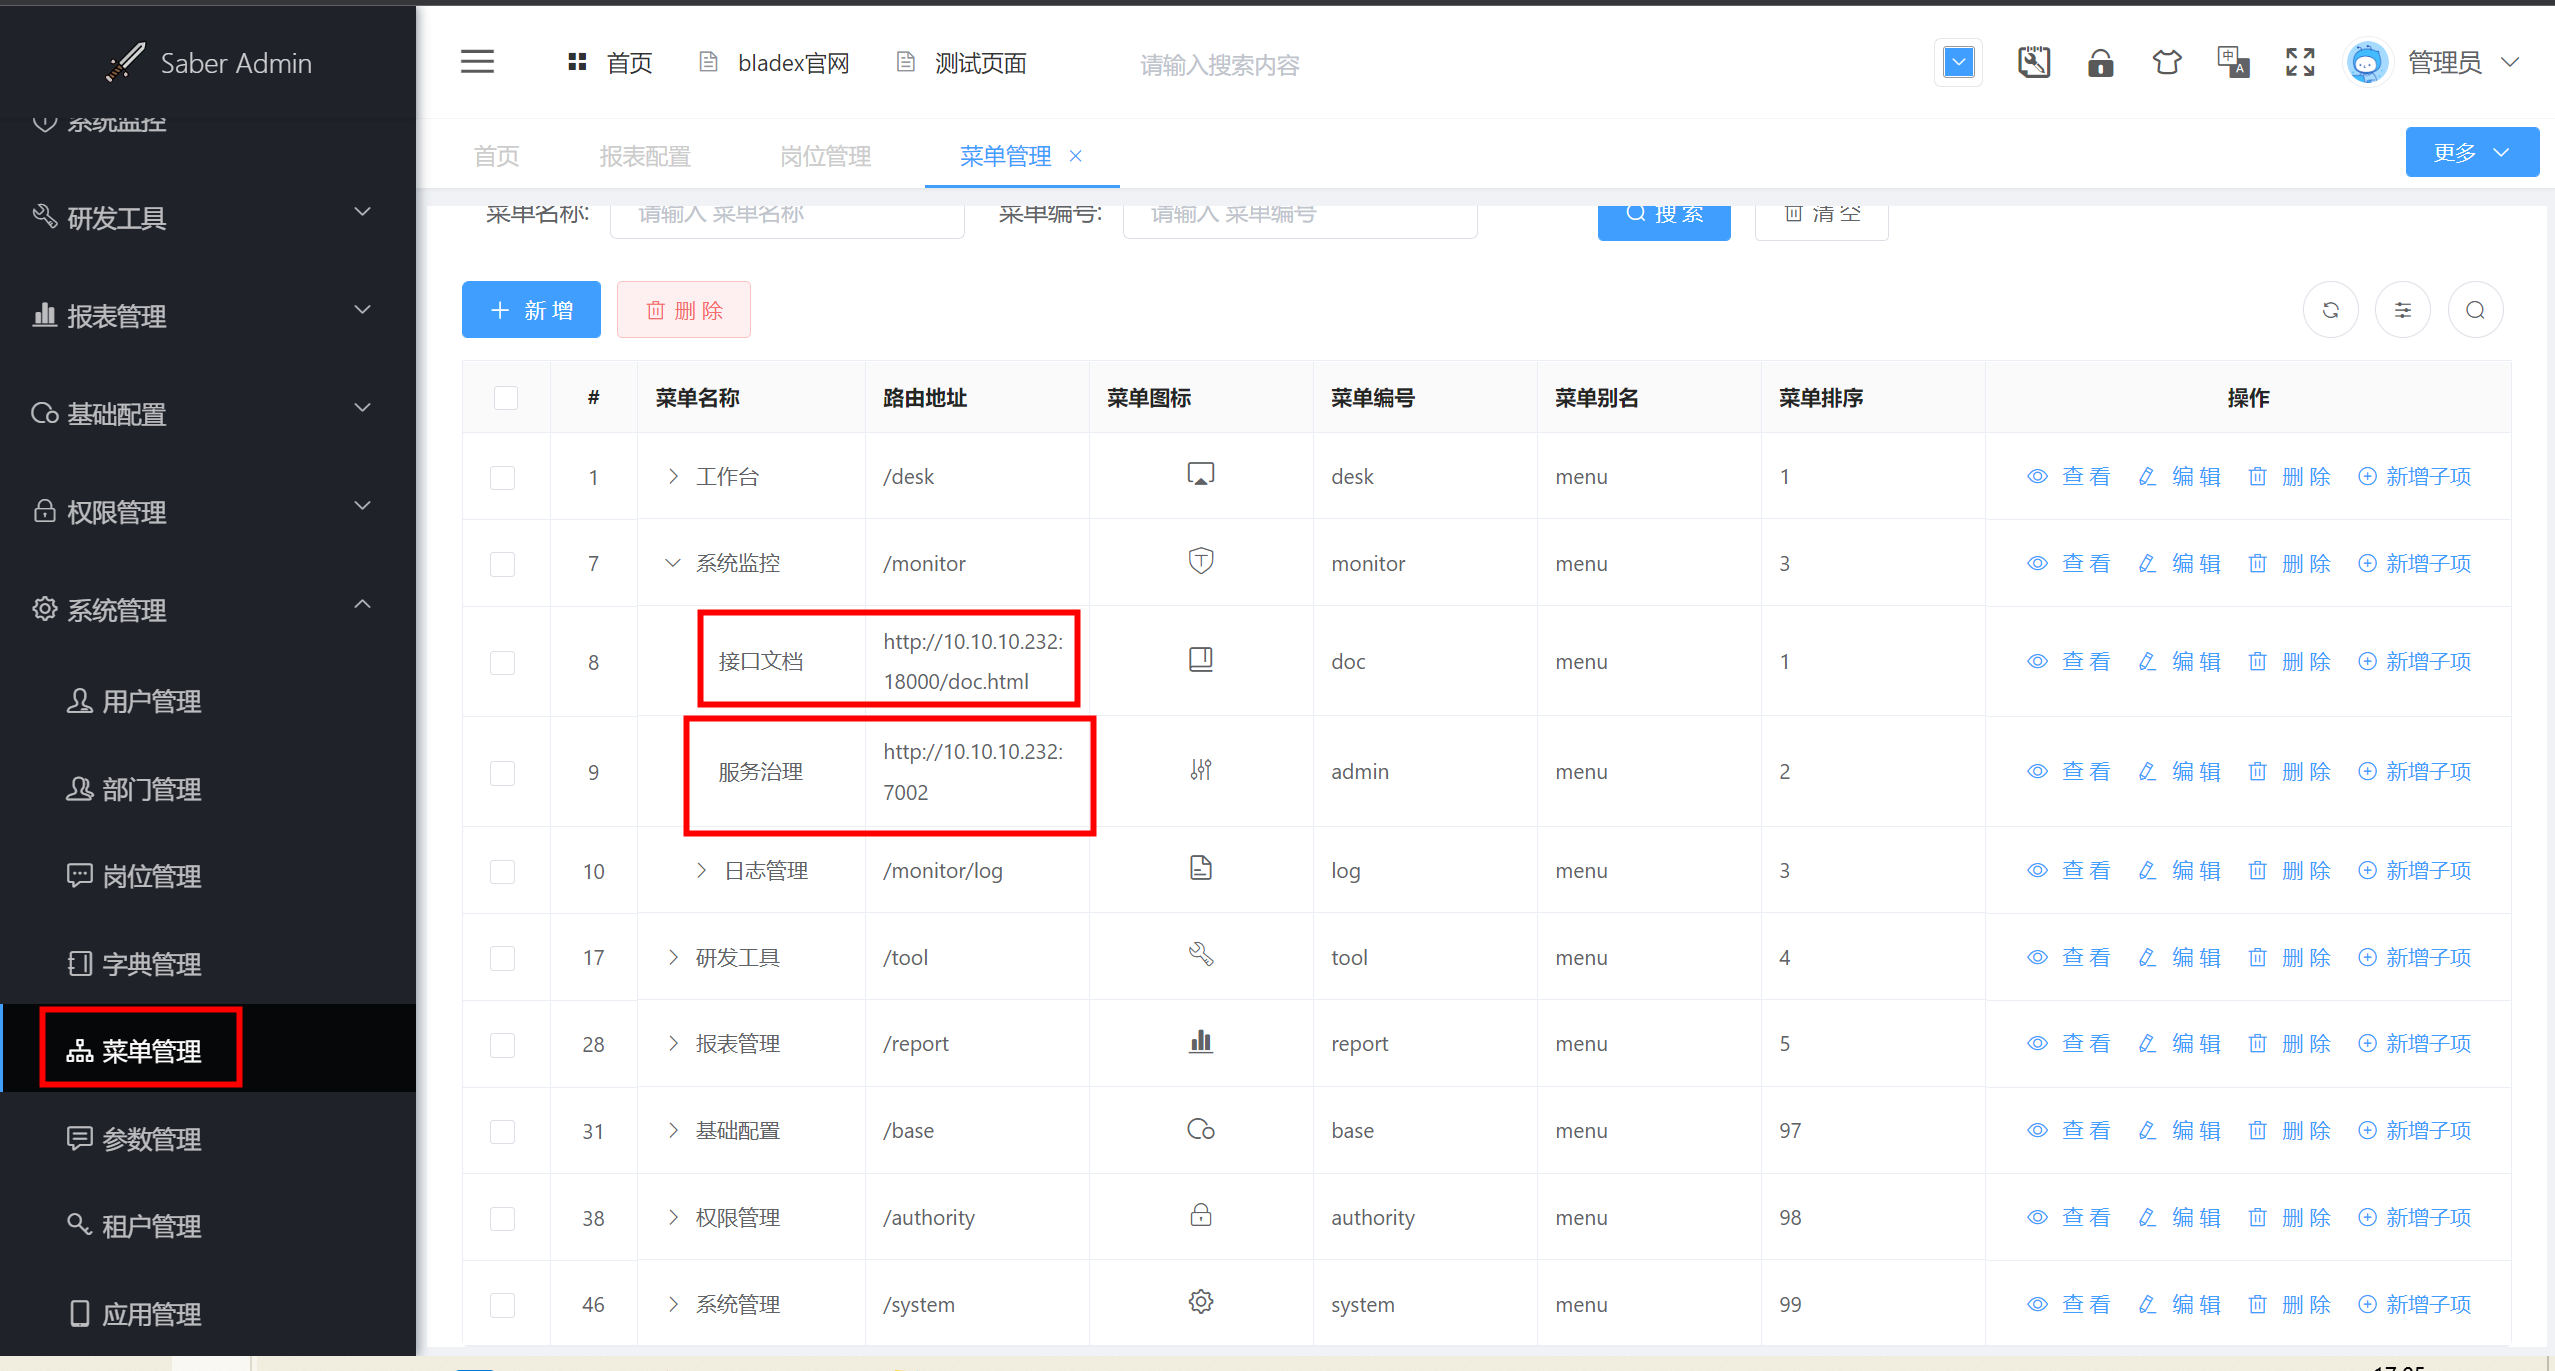 Saber Admin
首页
bladex官网
测试页面
请输入搜索内容
管理员
系统监控
研发工具
报表管理
基础配置
权限管理
系统管理
用户管理
部门管理
岗位管理
字典管理
菜单管理
参数管理
租户管理
应用管理
首页 报表配置 岗位管理 菜单管理 更多
菜单名称: 请输入 菜单名称 菜单编号: 请输入 菜单编号 搜 索 清 空
新 增 删 除
# 菜单名称 路由地址 菜单图标 菜单编号 菜单别名 菜单排序 操作
1 工作台 /desk desk menu 1 查 看 编 辑 删 除 新增子项
7 系统监控 /monitor monitor menu 3 查 看 编 辑 删 除 新增子项
8 接口文档 http://10.10.10.232:
18000/doc.html doc menu 1 查 看 编 辑 删 除 新增子项
9 服务治理 http://10.10.10.232:
7002 admin menu 2 查 看 编 辑 删 除 新增子项
10 日志管理 /monitor/log log menu 3 查 看 编 辑 删 除 新增子项
17 研发工具 /tool tool menu 4 查 看 编 辑 删 除 新增子项
28 报表管理 /report report menu 5 查 看 编 辑 删 除 新增子项
31 基础配置 /base base menu 97 查 看 编 辑 删 除 新增子项
38 权限管理 /authority authority menu 98 查 看 编 辑 删 除 新增子项
46 系统管理 /system system menu 99 查 看 编 辑 删 除 新增子项